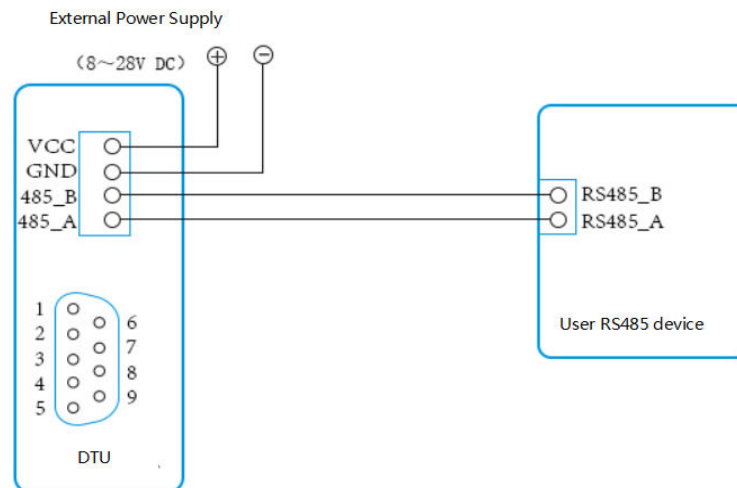 External Power Supply
(8～28V DC)
VCC
GND
485_B
485_A
RS485_B
RS485_A
User RS485 device
1
6
2
7
3
8
4
9
5
DTU